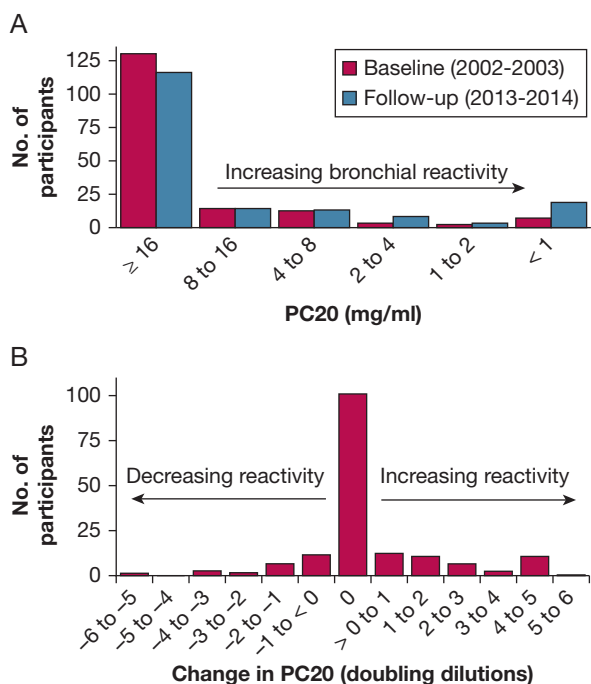 A
No. of participants
125
100
75
50
25
0
Baseline (2002-2003)
Follow-up (2013-2014)
Increasing bronchial reactivity
≥ 16
8 to 16
4 to 8
2 to 4
1 to 2
< 1
PC20 (mg/ml)
B
No. of participants
100
75
50
25
0
Decreasing reactivity
Increasing reactivity
−6 to −5
−5 to −4
−4 to −3
−3 to −2
−2 to −1
−1 to < 0
0
> 0 to 1
1 to 2
2 to 3
3 to 4
4 to 5
5 to 6
Change in PC20 (doubling dilutions)